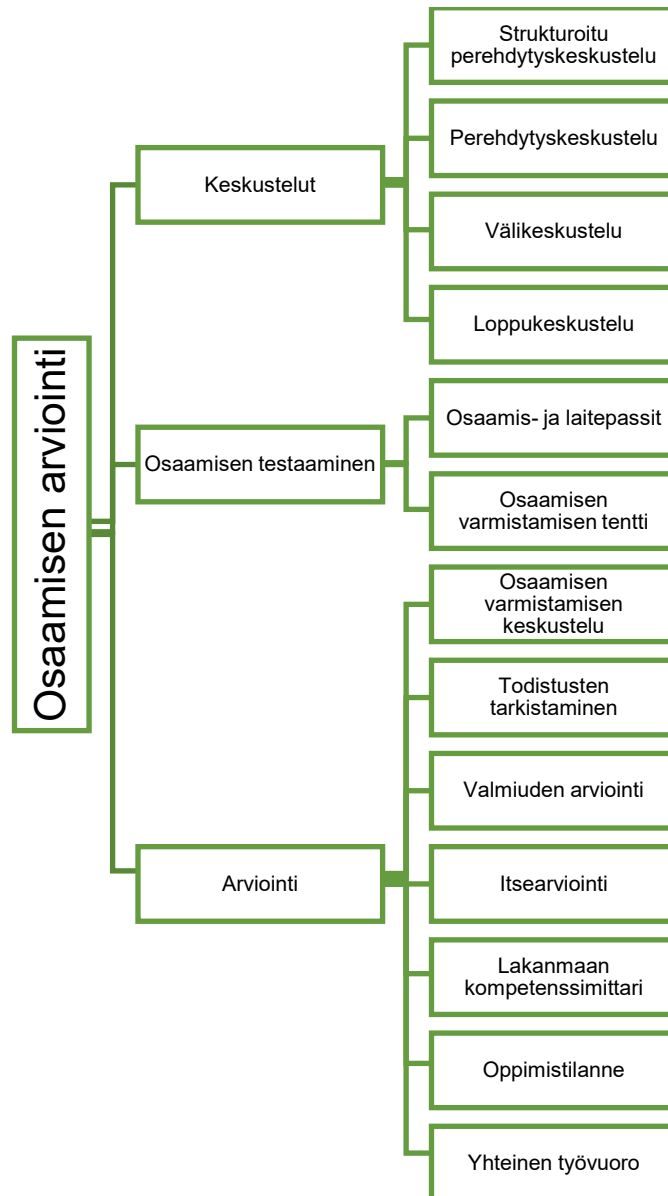 Osaamisen arviointi
Keskustelut
Strukturoitu
perehdytyskeskustelu
Perehdytyskeskustelu
Välikeskustelu
Loppukeskustelu
Osaamisen testaaminen
Osaamis- ja laitepassit
Osaamisen
varmistamisen tentti
Arviointi
Osaamisen
varmistamisen
keskustelu
Todistusten
tarkistaminen
Valmiuden arviointi
Itsearviointi
Lakanmaan
kompetenssimittari
Oppimistilanne
Yhteinen työvuoro